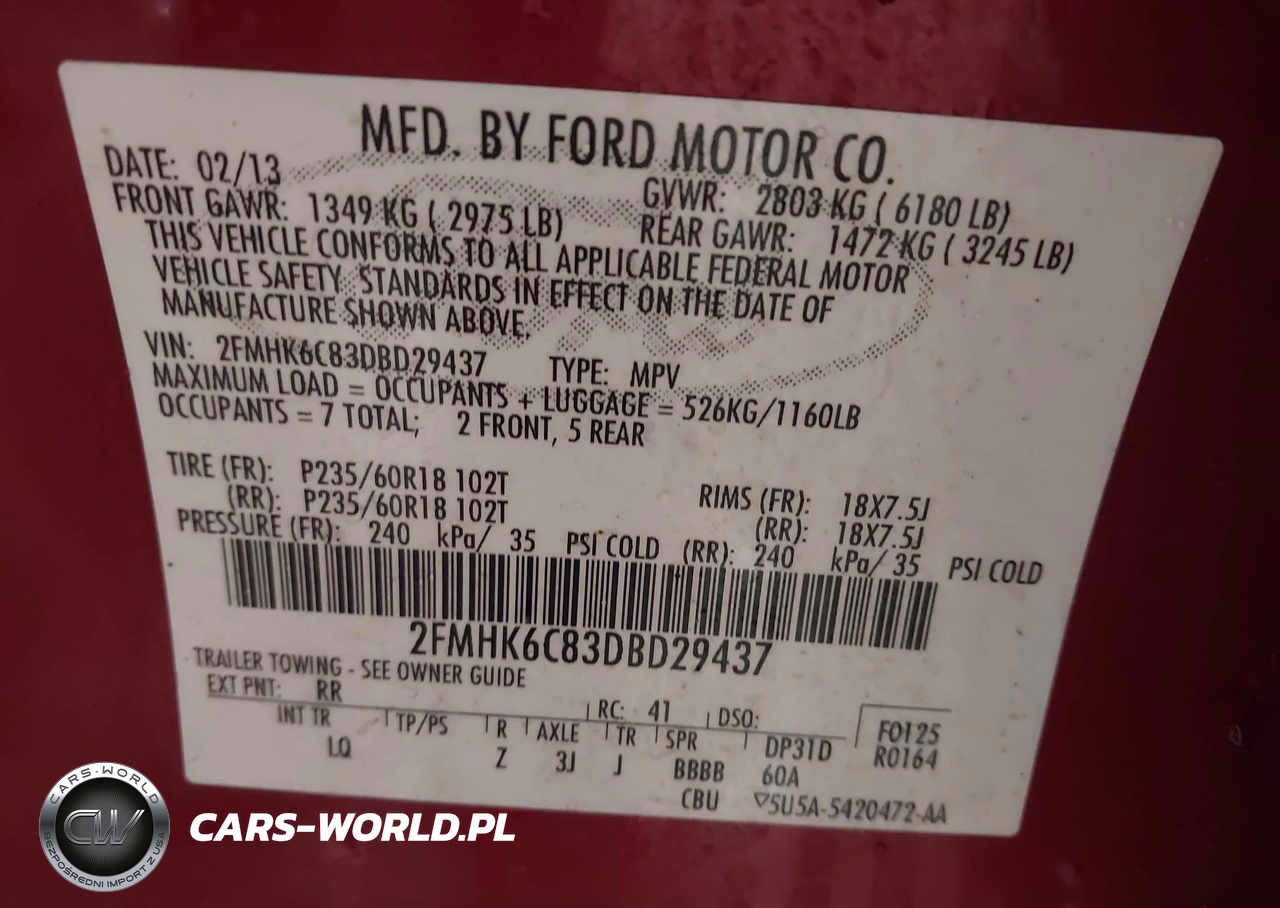 MFD. BY FORD MOTOR CO.
DATE: 02/13 GVWR: 2803 KG ( 6180 LB)
FRONT GAWR: 1349 KG ( 2975 LB) REAR GAWR: 1472 KG ( 3245 LB)
THIS VEHICLE CONFORMS TO ALL APPLICABLE FEDERAL MOTOR
VEHICLE SAFETY STANDARDS IN EFFECT ON THE DATE OF
MANUFACTURE SHOWN ABOVE.
VIN: 2FMHK6C83DBD29437 TYPE: MPV
MAXIMUM LOAD = OCCUPANTS + LUGGAGE = 526KG/1160LB
OCCUPANTS = 7 TOTAL; 2 FRONT, 5 REAR
TIRE (FR): P235/60R18 102T RIMS (FR): 18X7.5J
(RR): P235/60R18 102T (RR): 18X7.5J
PRESSURE (FR): 240 kPa/ 35 PSI COLD (RR): 240 kPa/ 35 PSI COLD
2FMHK6C83DBD29437
TRAILER TOWING - SEE OWNER GUIDE
EXT PNT: RR RC: 41 DSO: F0125
INT TR TP/PS R AXLE TR SPR DP31D R0164
LQ Z 3J J BBBB 60A
CBU ▽5U5A-5420472-AA
CARS-WORLD
CW
BEZPOŚREDNI IMPORT Z USA
CARS-WORLD.PL